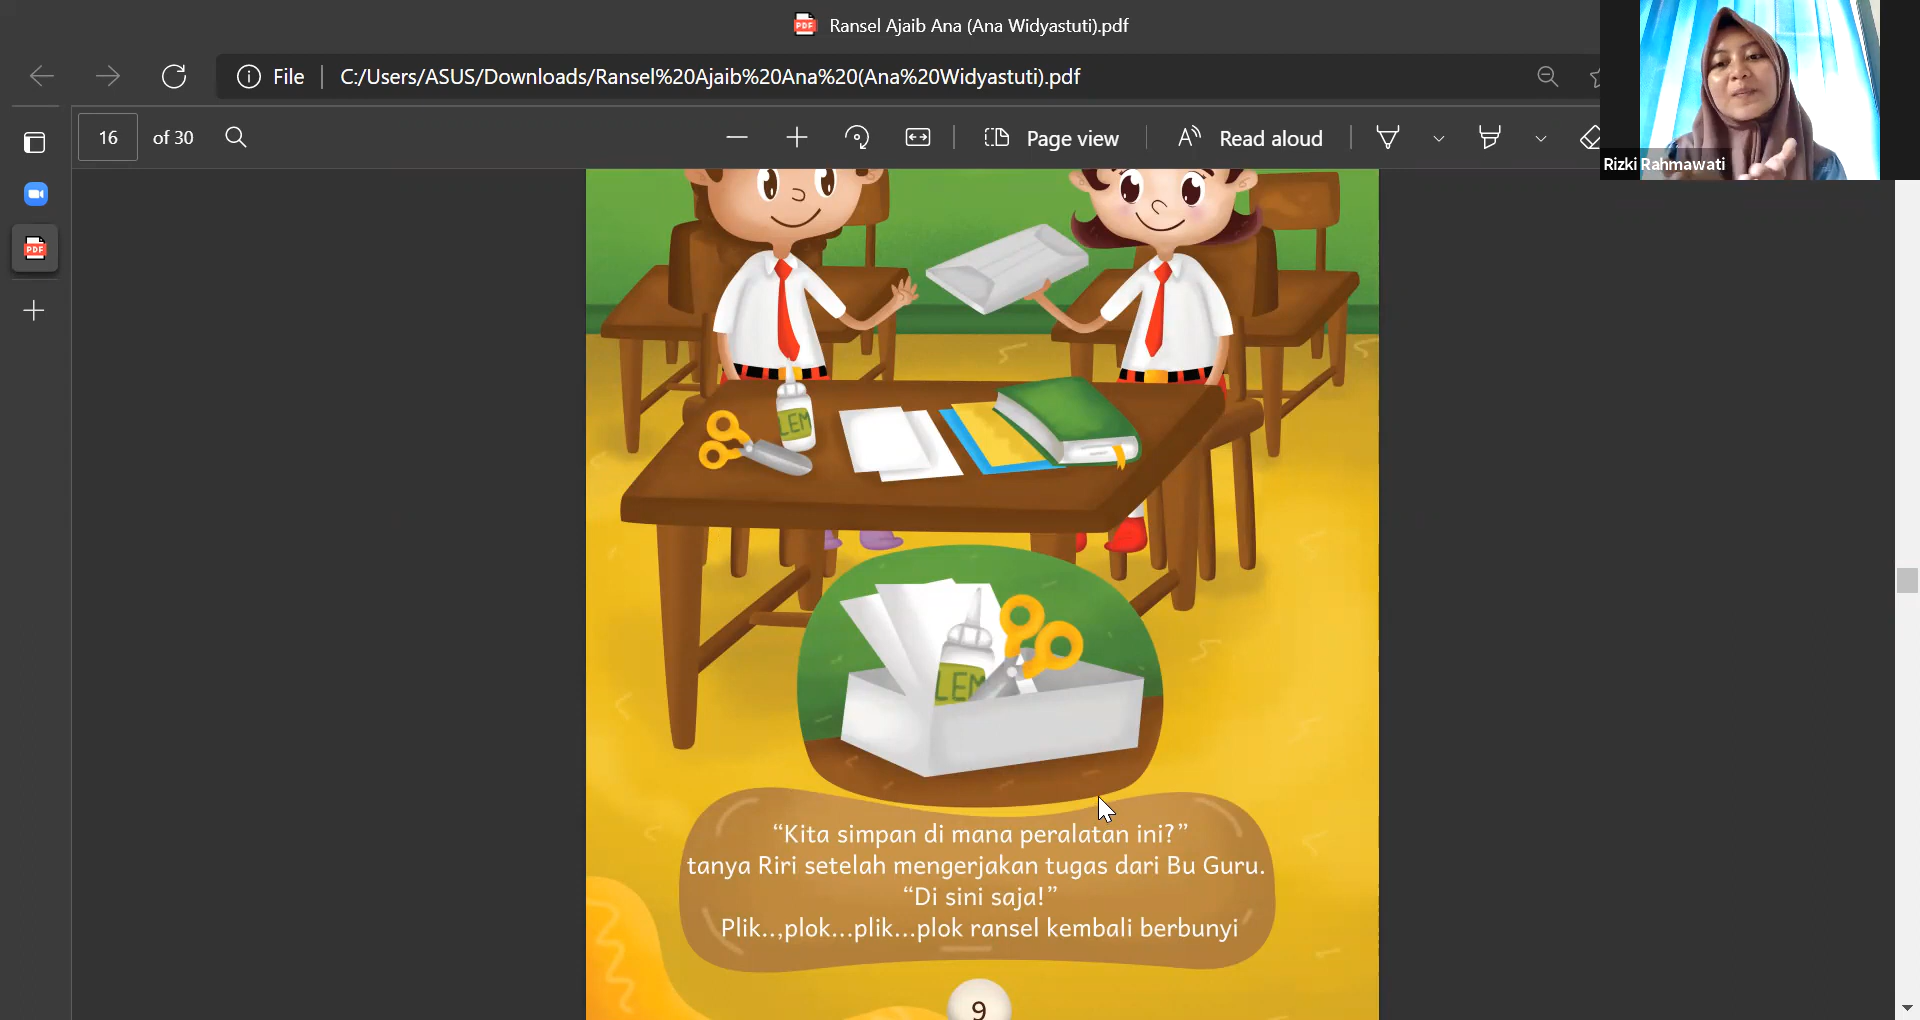 Ransel Ajaib Ana (Ana Widyastuti).pdf
File
C:/Users/ASUS/Downloads/Ransel%20Ajaib%20Ana%20(Ana%20Widyastuti).pdf
16 of 30
Page view
Read aloud
Rizki Rahmawati
PDF
PDF
LEM
LEM
“Kita simpan di mana peralatan ini?”
tanya Riri setelah mengerjakan tugas dari Bu Guru.
“Di sini saja!”
Plik..,plok...plik...plok ransel kembali berbunyi
9